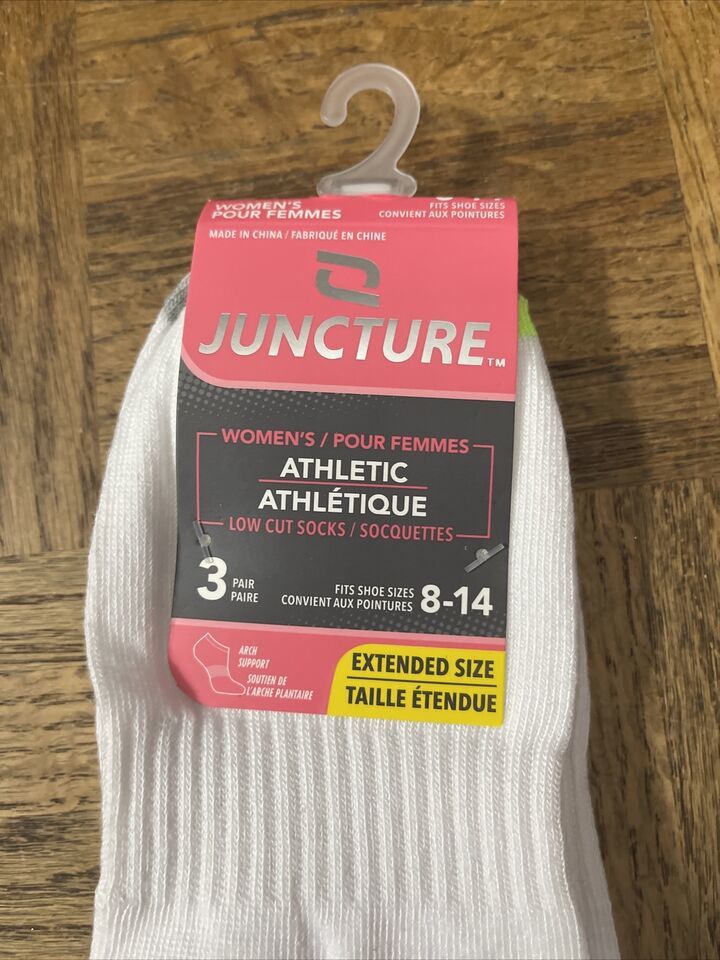 WOMEN'S
POUR FEMMES
FITS SHOE SIZES
CONVIENT AUX POINTURES
MADE IN CHINA / FABRIQUÉ EN CHINE
JUNCTURE TM
WOMEN'S / POUR FEMMES
ATHLETIC
ATHLÉTIQUE
LOW CUT SOCKS / SOCQUETTES
3 PAIR
PAIRE
FITS SHOE SIZES
CONVIENT AUX POINTURES 8-14
ARCH
SUPPORT
SOUTIEN DE
L'ARCHE PLANTAIRE
EXTENDED SIZE
TAILLE ÉTENDUE